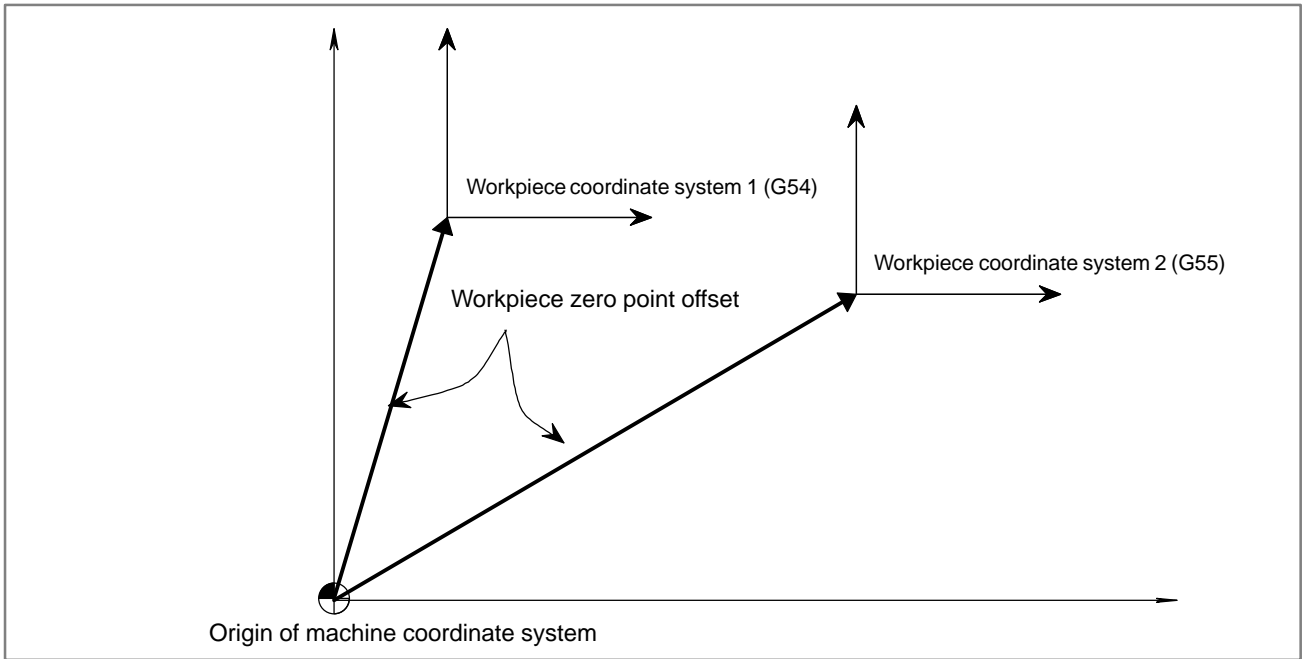 Workpiece coordinate system 1 (G54)
Workpiece coordinate system 2 (G55)
Workpiece zero point offset
Origin of machine coordinate system